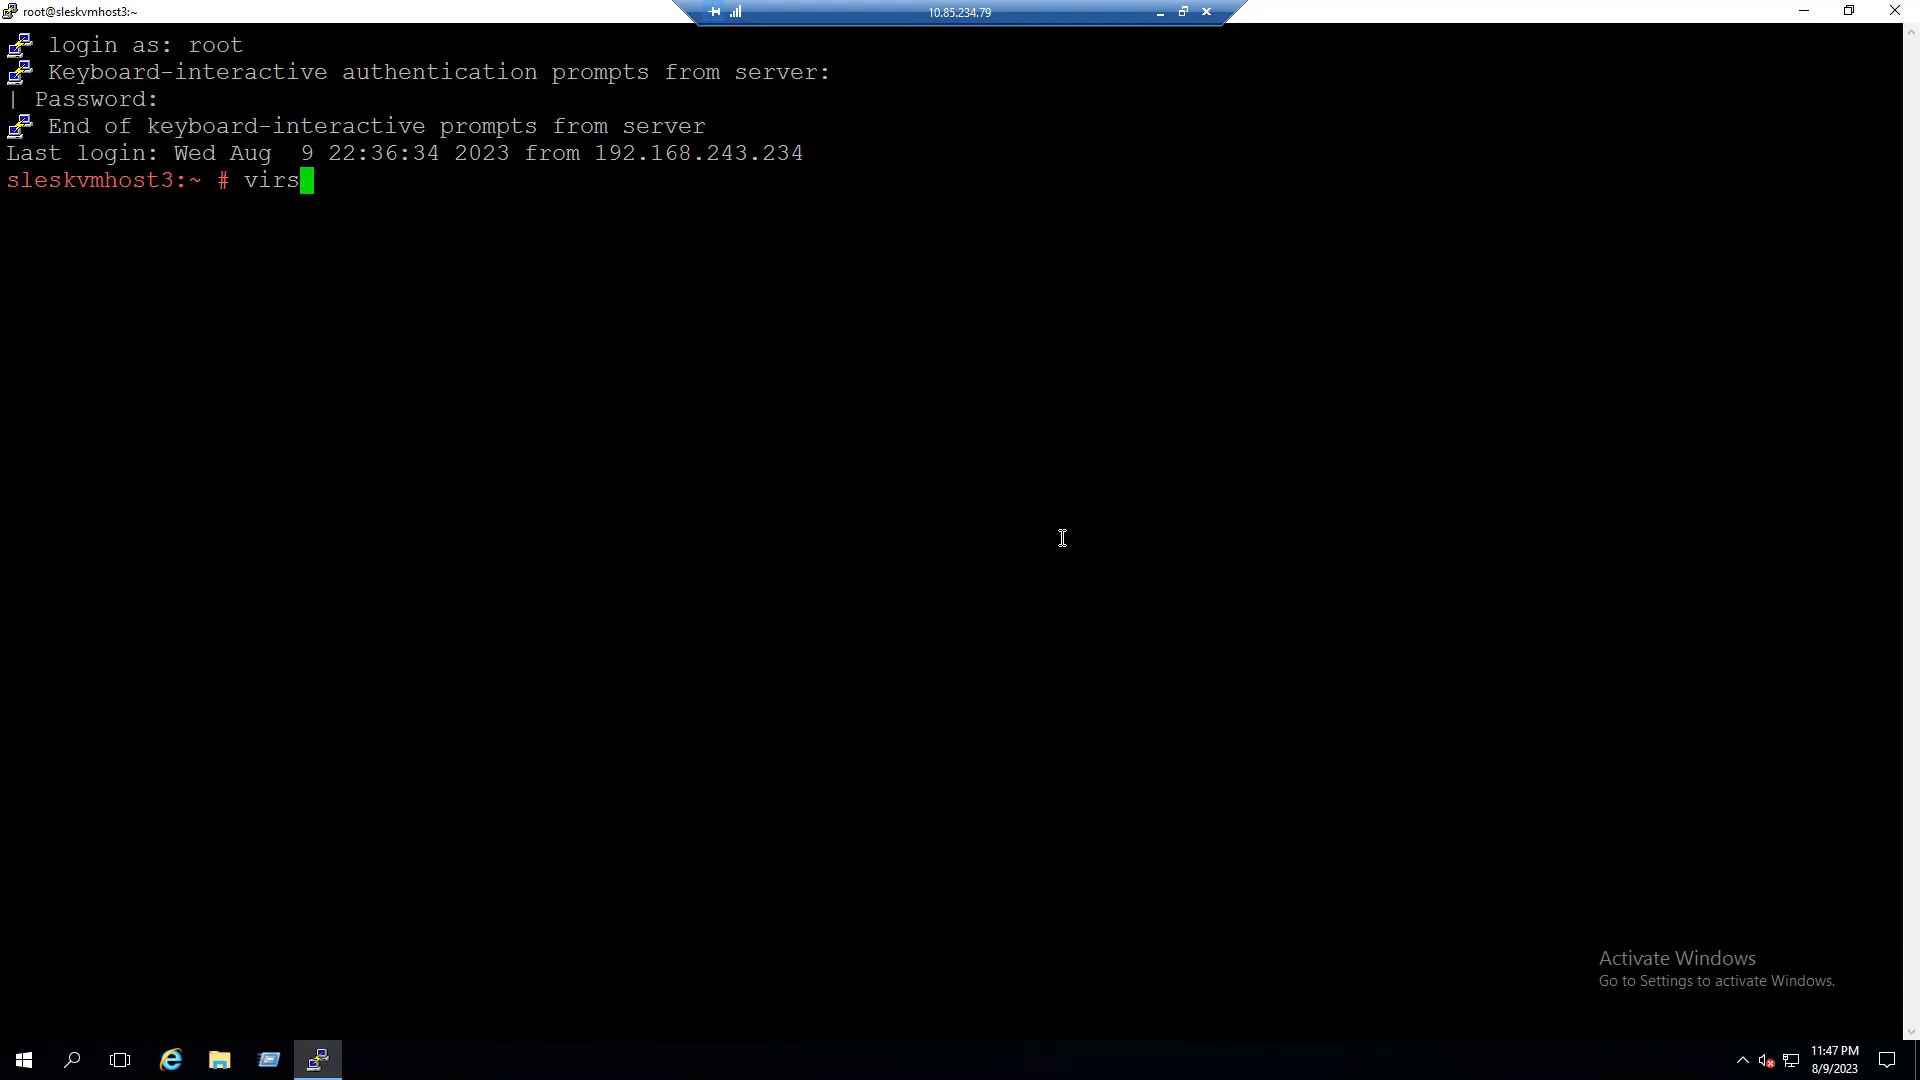 root@sleskvmhost3:~
10.85.234.79
login as: root
Keyboard-interactive authentication prompts from server:
| Password:
End of keyboard-interactive prompts from server
Last login: Wed Aug  9 22:36:34 2023 from 192.168.243.234
sleskvmhost3:~ # virs
Activate Windows
Go to Settings to activate Windows.
11:47 PM
8/9/2023